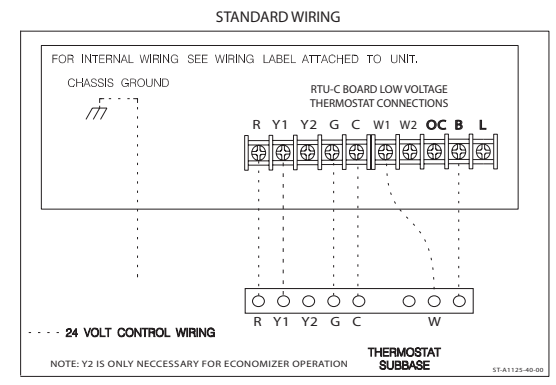 STANDARD WIRING
FOR INTERNAL WIRING SEE WIRING LABEL ATTACHED TO UNIT.
CHASSIS GROUND
RTU-C BOARD LOW VOLTAGE
THERMOSTAT CONNECTIONS
R Y1 Y2 G C W1 W2 OC B L
R Y1 Y2 G C W
- - - - 24 VOLT CONTROL WIRING
THERMOSTAT
SUBBASE
NOTE: Y2 IS ONLY NECCESSARY FOR ECONOMIZER OPERATION
ST-A1125-40-00